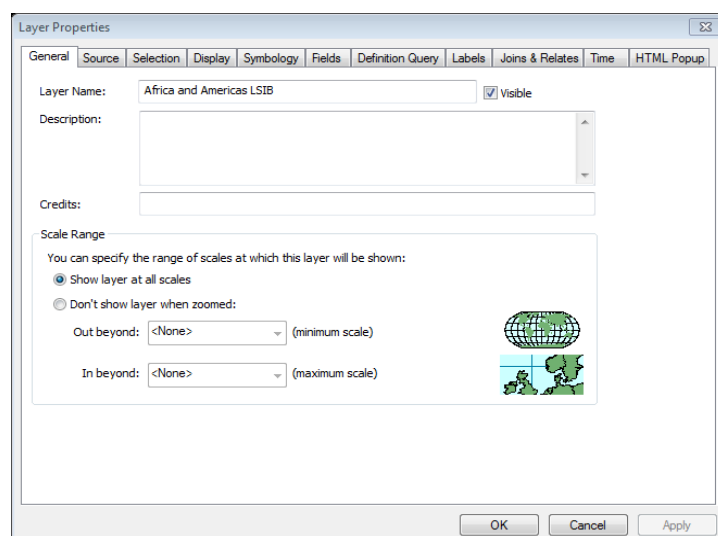 Layer Properties
General Source Selection Display Symbology Fields Definition Query Labels Joins & Relates Time HTML Popup
Layer Name: Africa and Americas LSIB Visible
Description:
Credits:
Scale Range
You can specify the range of scales at which this layer will be shown:
Show layer at all scales
Don't show layer when zoomed:
Out beyond: <None> (minimum scale)
In beyond: <None> (maximum scale)
OK Cancel Apply